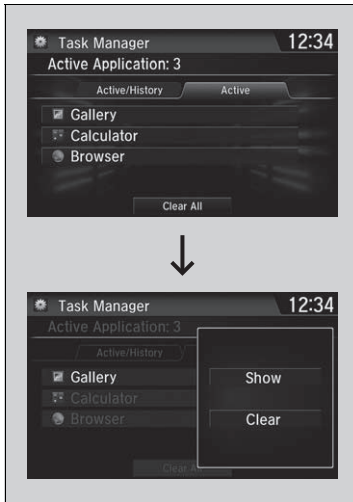 Task Manager 12:34
Active Application: 3
Active/History Active
Gallery
Calculator
Browser
Clear All
Task Manager 12:34
Active Application: 3
Active/History
Gallery
Calculator
Browser
Show
Clear
Clear All